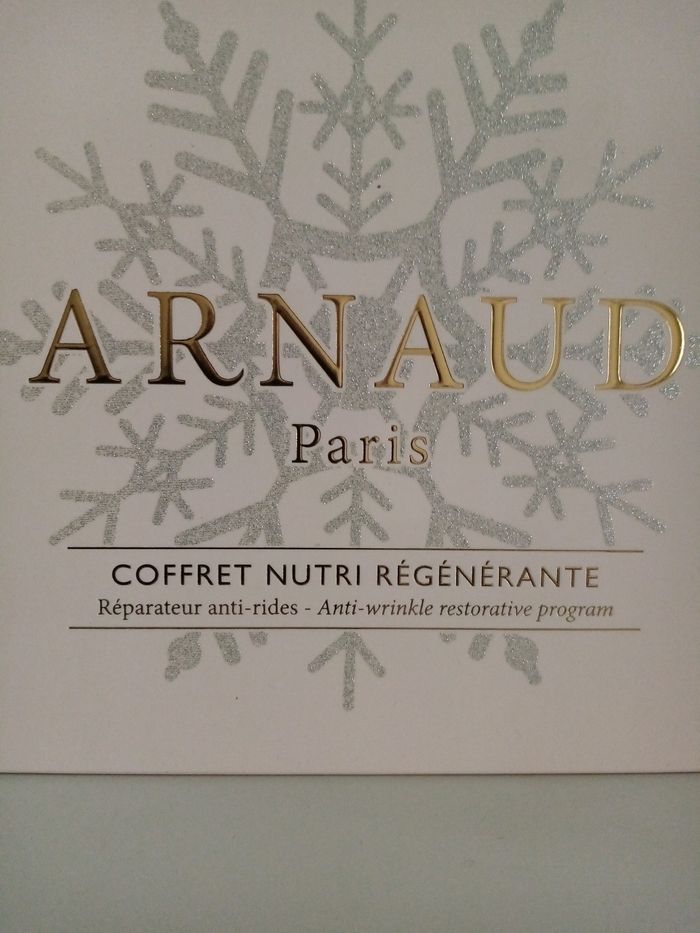 ARNAUD
Paris
COFFRET NUTRI RÉGÉNÉRANTE
Réparateur anti-rides - Anti-wrinkle restorative program